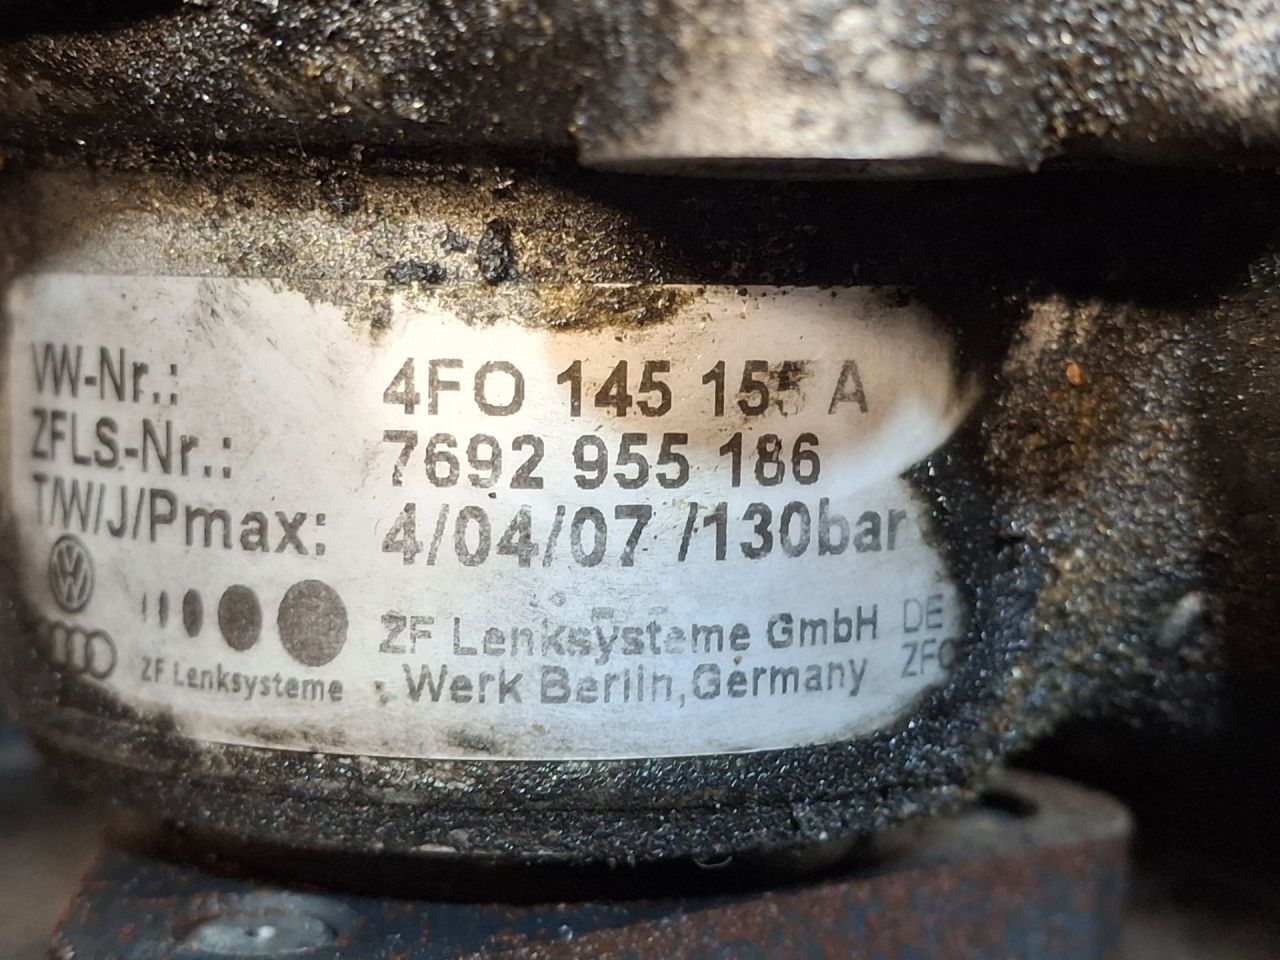 VW-Nr.: 4FO 145 155 A
ZFLS-Nr.: 7692 955 186
T/W/J/Pmax: 4/04/07 /130bar
ZF Lenksysteme GmbH DE
Werk Berlin, Germany
ZF Lenksysteme